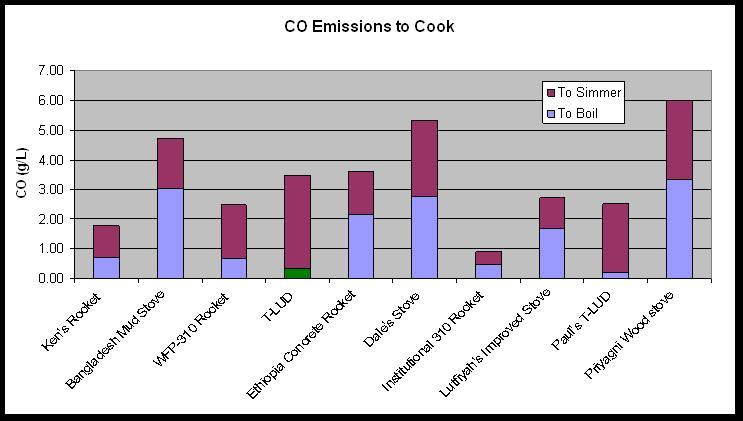 CO Emissions to Cook
7.00
6.00
5.00
4.00
3.00
2.00
1.00
0.00
CO (g/L)
To Simmer
To Boil
Ken's Rocket
Bangladesh Mud Stove
WFP-310 Rocket
T-LUD
Ethiopia Concrete Rocket
Dale's Stove
Institutional 310 Rocket
Lutfiyah's Improved Stove
Paul's T-LUD
Priyagni Wood stove